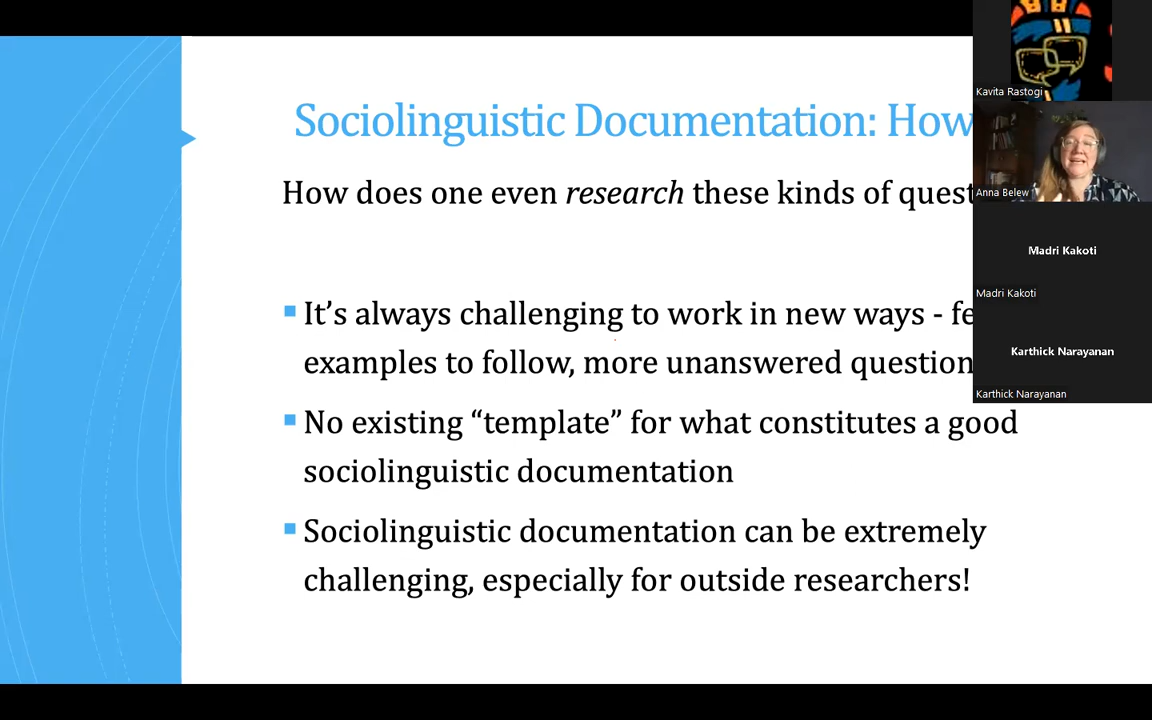 Sociolinguistic Documentation: How
How does one even research these kinds of quest
It’s always challenging to work in new ways - fe
examples to follow, more unanswered question
No existing “template” for what constitutes a good
sociolinguistic documentation
Sociolinguistic documentation can be extremely
challenging, especially for outside researchers!
Kavita Rastogi
Anna Belew
Madri Kakoti
Madri Kakoti
Karthick Narayanan
Karthick Narayanan